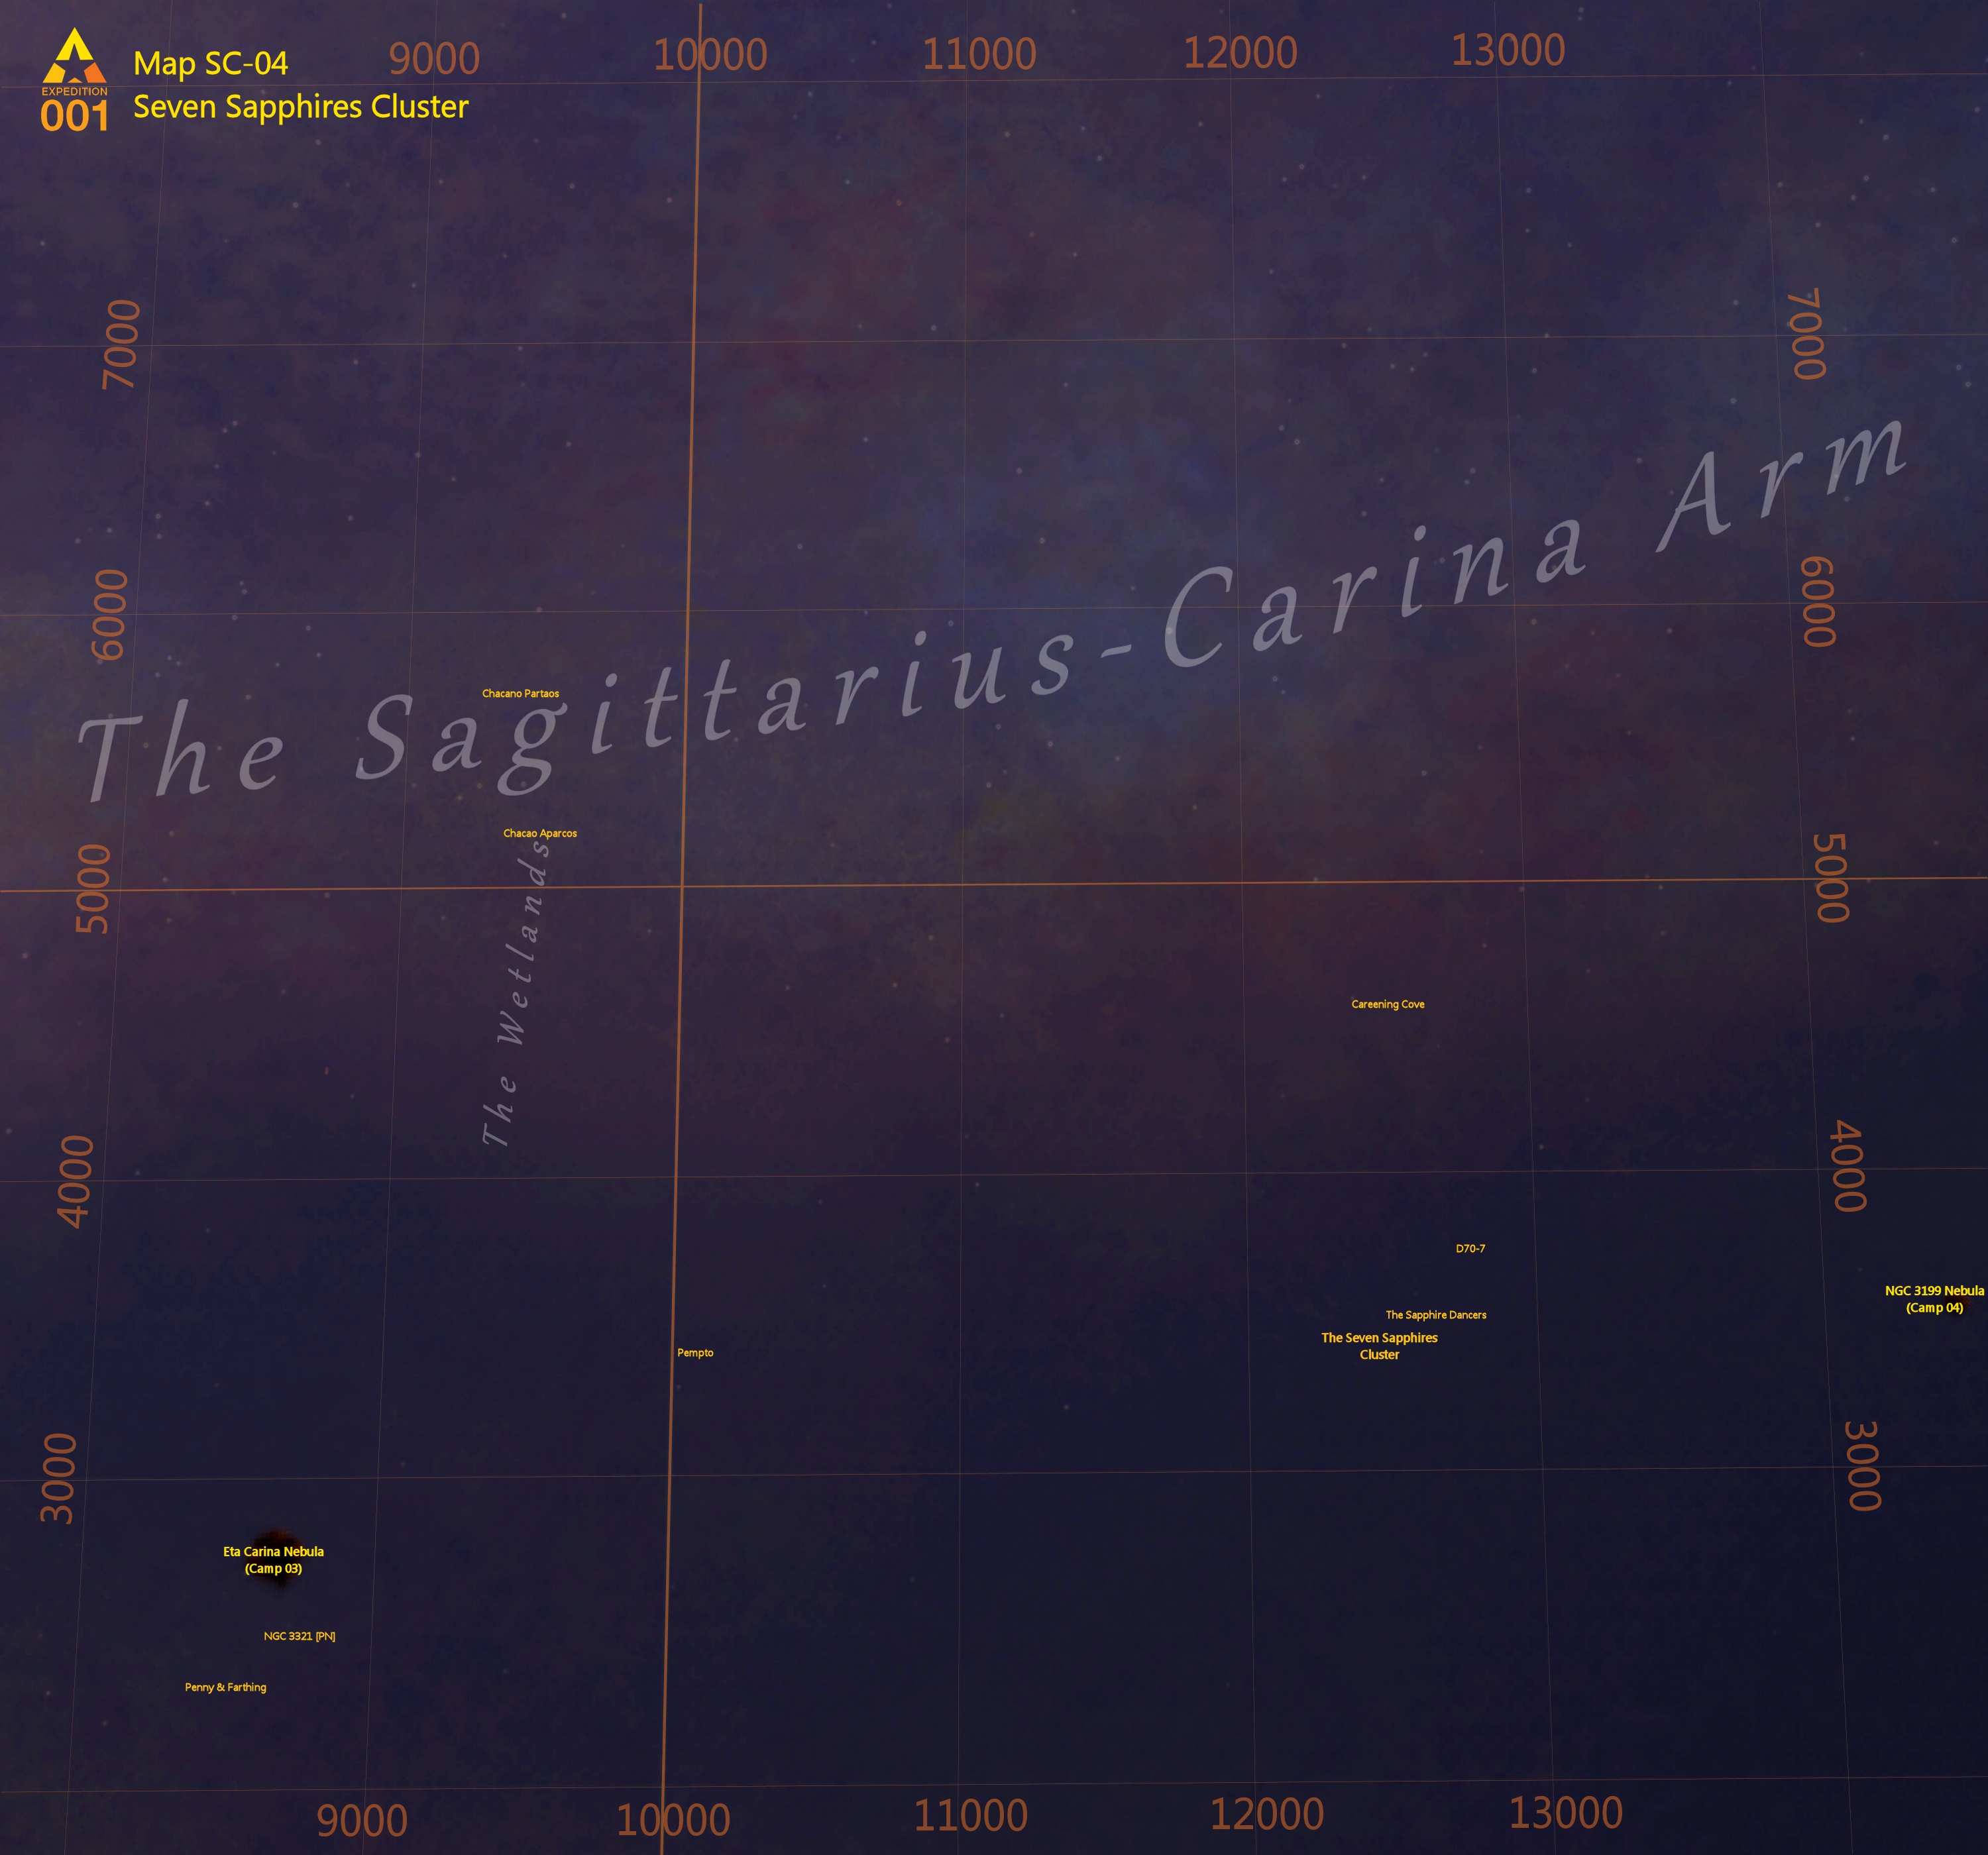 EXPEDITION
001
Map SC-04
Seven Sapphires Cluster
9000
10000
11000
12000
13000
7000
7000
The Sagittarius-Carina Arm
6000
6000
Chacano Partaos
Chacao Aparcos
5000
5000
The Wetlands
Careening Cove
4000
4000
D70-7
NGC 3199 Nebula
(Camp 04)
The Sapphire Dancers
The Seven Sapphires
Cluster
Pempto
3000
3000
Eta Carina Nebula
(Camp 03)
NGC 3321 [PN]
Penny & Farthing
9000
10000
11000
12000
13000